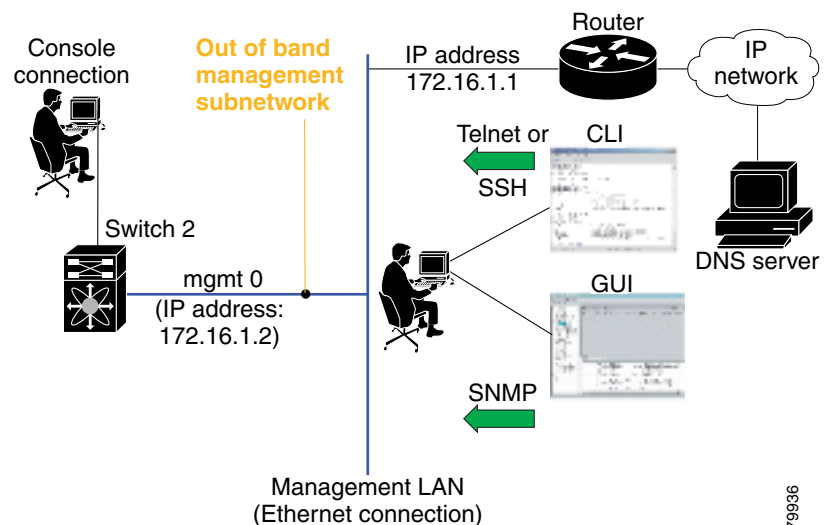 Console
connection
Out of band
management
subnetwork
IP address
172.16.1.1
Router
IP
network
Telnet or
SSH
CLI
DNS server
Switch 2
mgmt 0
(IP address:
172.16.1.2)
GUI
SNMP
Management LAN
(Ethernet connection)
79936